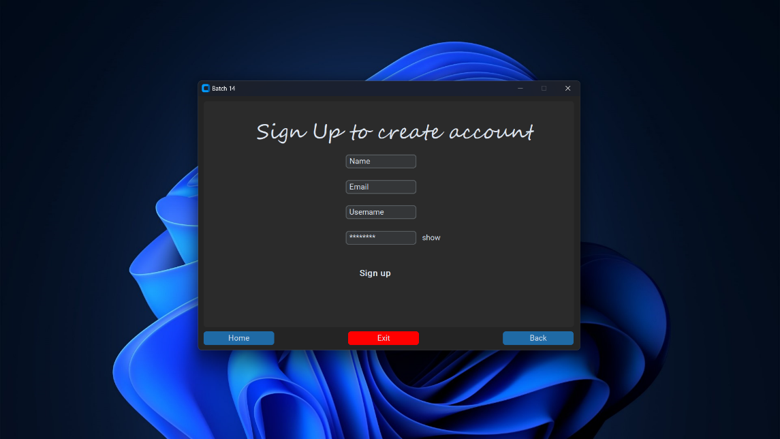 Batch 14
Sign Up to create account
Name
Email
Username
******** show
Sign up
Home Exit Back